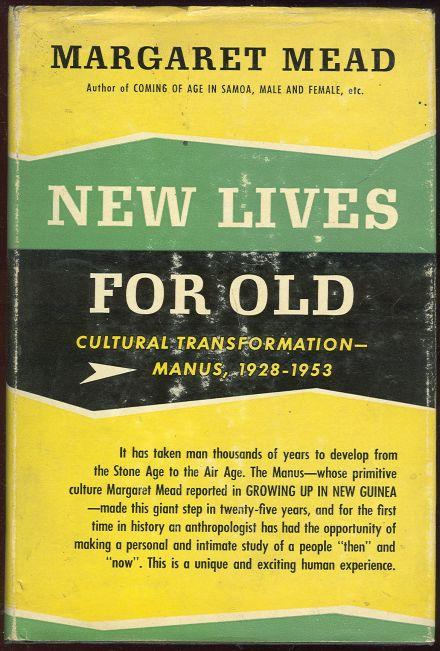 MARGARET MEAD
Author of COMING OF AGE IN SAMOA, MALE AND FEMALE, etc.
NEW LIVES
FOR OLD
CULTURAL TRANSFORMATION—
MANUS, 1928-1953
It has taken man thousands of years to develop from
the Stone Age to the Air Age. The Manus—whose primitive
culture Margaret Mead reported in GROWING UP IN NEW GUINEA
—made this giant step in twenty-five years, and for the first
time in history an anthropologist has had the opportunity of
making a personal and intimate study of a people "then" and
"now". This is a unique and exciting human experience.